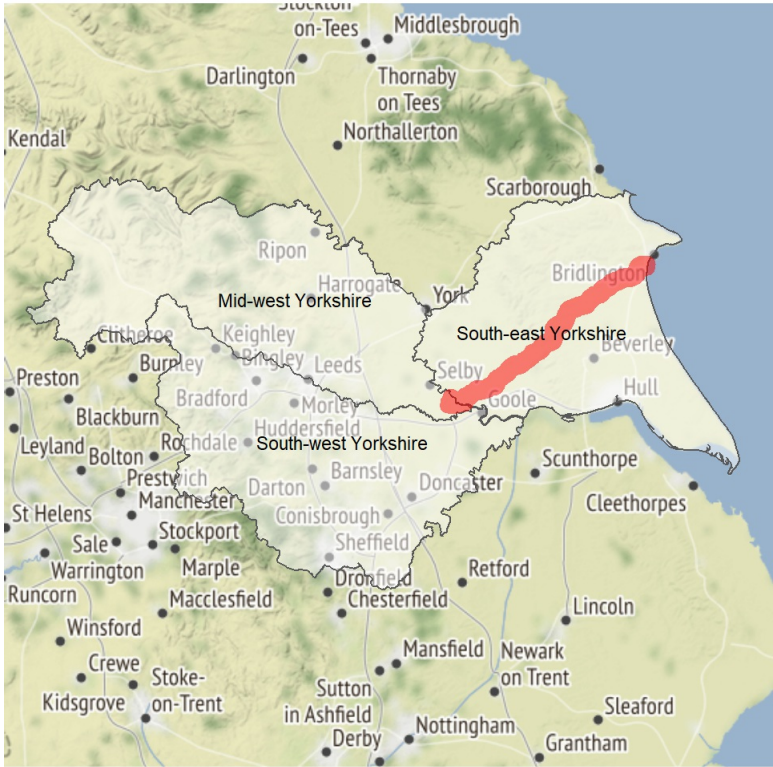 Stockton
on-Tees
Middlesbrough
Darlington
Thornaby
on Tees
Kendal
Northallerton
Scarborough
Ripon
Bridlington
Harrogate
York
Mid-west Yorkshire
South-east Yorkshire
Clitheroe
Keighley
Beverley
Burnley
Bingley
Leeds
Selby
Preston
Bradford
Morley
Goole
Hull
Blackburn
Huddersfield
Leyland
Rochdale
South-west Yorkshire
Bolton
Scunthorpe
Prestwich
Barnsley
Darton
Doncaster
Manchester
Cleethorpes
St Helens
Conisbrough
Stockport
Sale
Sheffield
Warrington
Marple
Retford
Dronfield
Runcorn
Macclesfield
Chesterfield
Lincoln
Winsford
Mansfield
Newark
on Trent
Crewe
Stoke-
on-Trent
Kidsgrove
Sutton
in Ashfield
Sleaford
Nottingham
Derby
Grantham